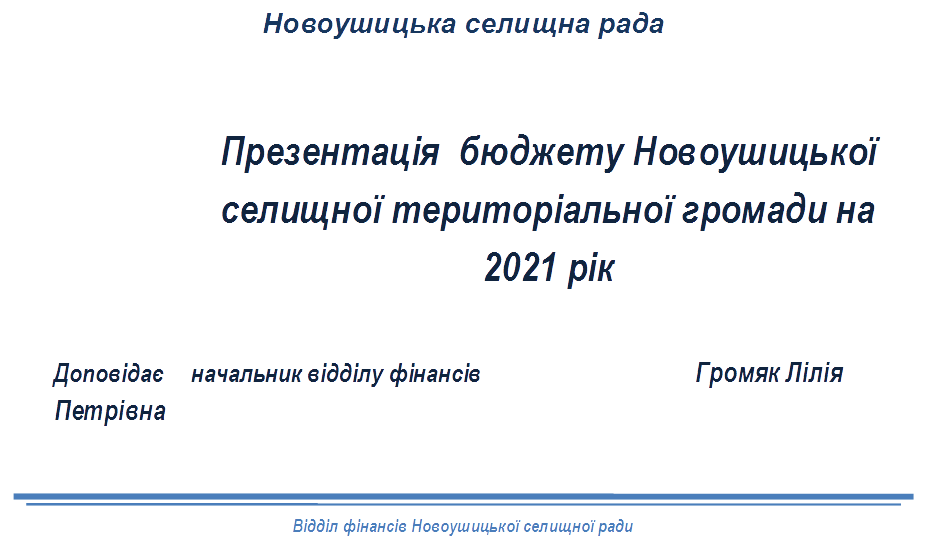 Новоушицька селищна рада
Презентація бюджету Новоушицької
селищної територіальної громади на
2021 рік
Доповідає начальник відділу фінансів Громяк Лілія
Петрівна
Відділ фінансів Новоушицької селищної ради